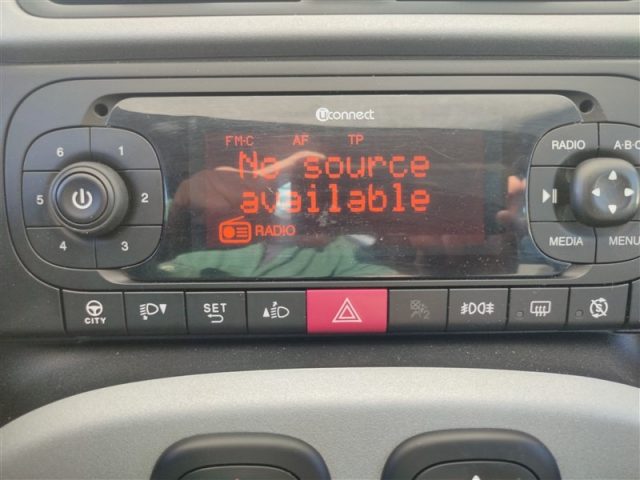 uconnect
FM-C AF TP
No source
available
RADIO
6 1
5 2
4 3
RADIO A·B·C
MEDIA MENU
CITY SET
2